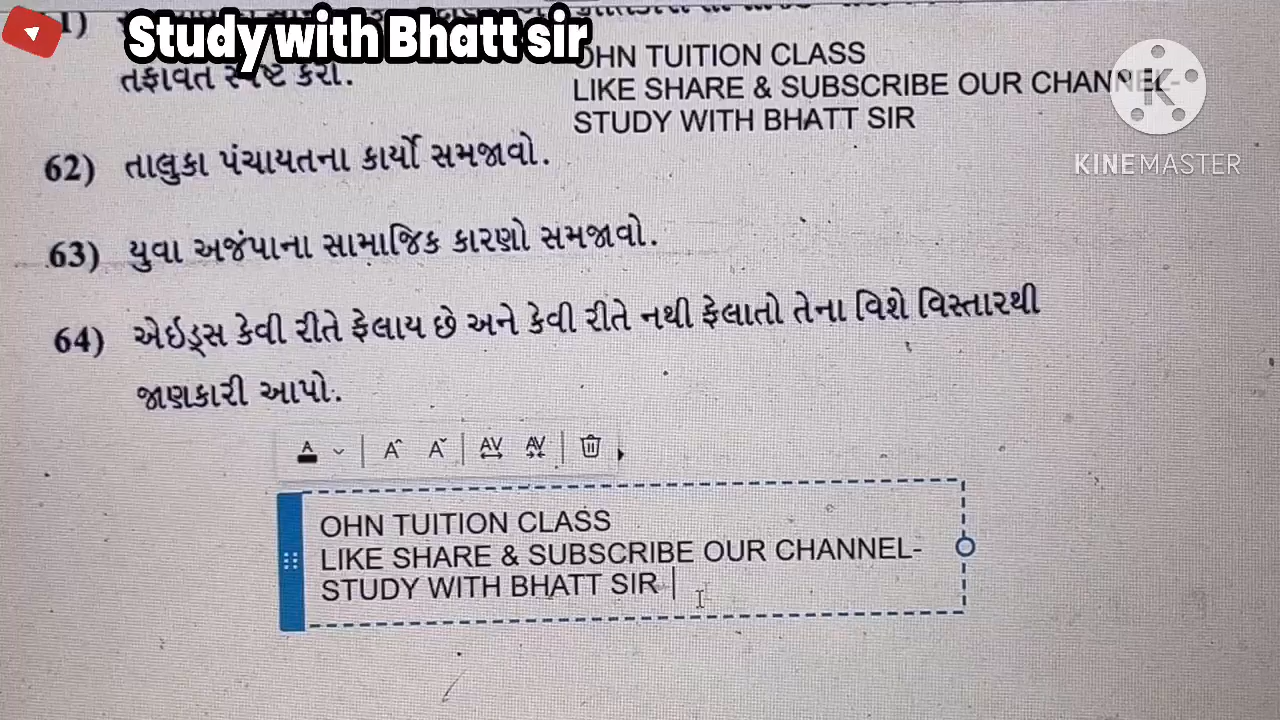 Study with Bhatt sir
OHN TUITION CLASS
LIKE SHARE & SUBSCRIBE OUR CHANNEL-
STUDY WITH BHATT SIR
K
KINEMASTER
તફાવત સ્પષ્ટ કરો.
62) તાલુકા પંચાયતના કાર્યો સમજાવો.
63) યુવા અજંપાના સામાજિક કારણો સમજાવો.
64) એઇડ્સ કેવી રીતે ફેલાય છે અને કેવી રીતે નથી ફેલાતો તેના વિશે વિસ્તારથી
જાણકારી આપો.
OHN TUITION CLASS
LIKE SHARE & SUBSCRIBE OUR CHANNEL-
STUDY WITH BHATT SIR